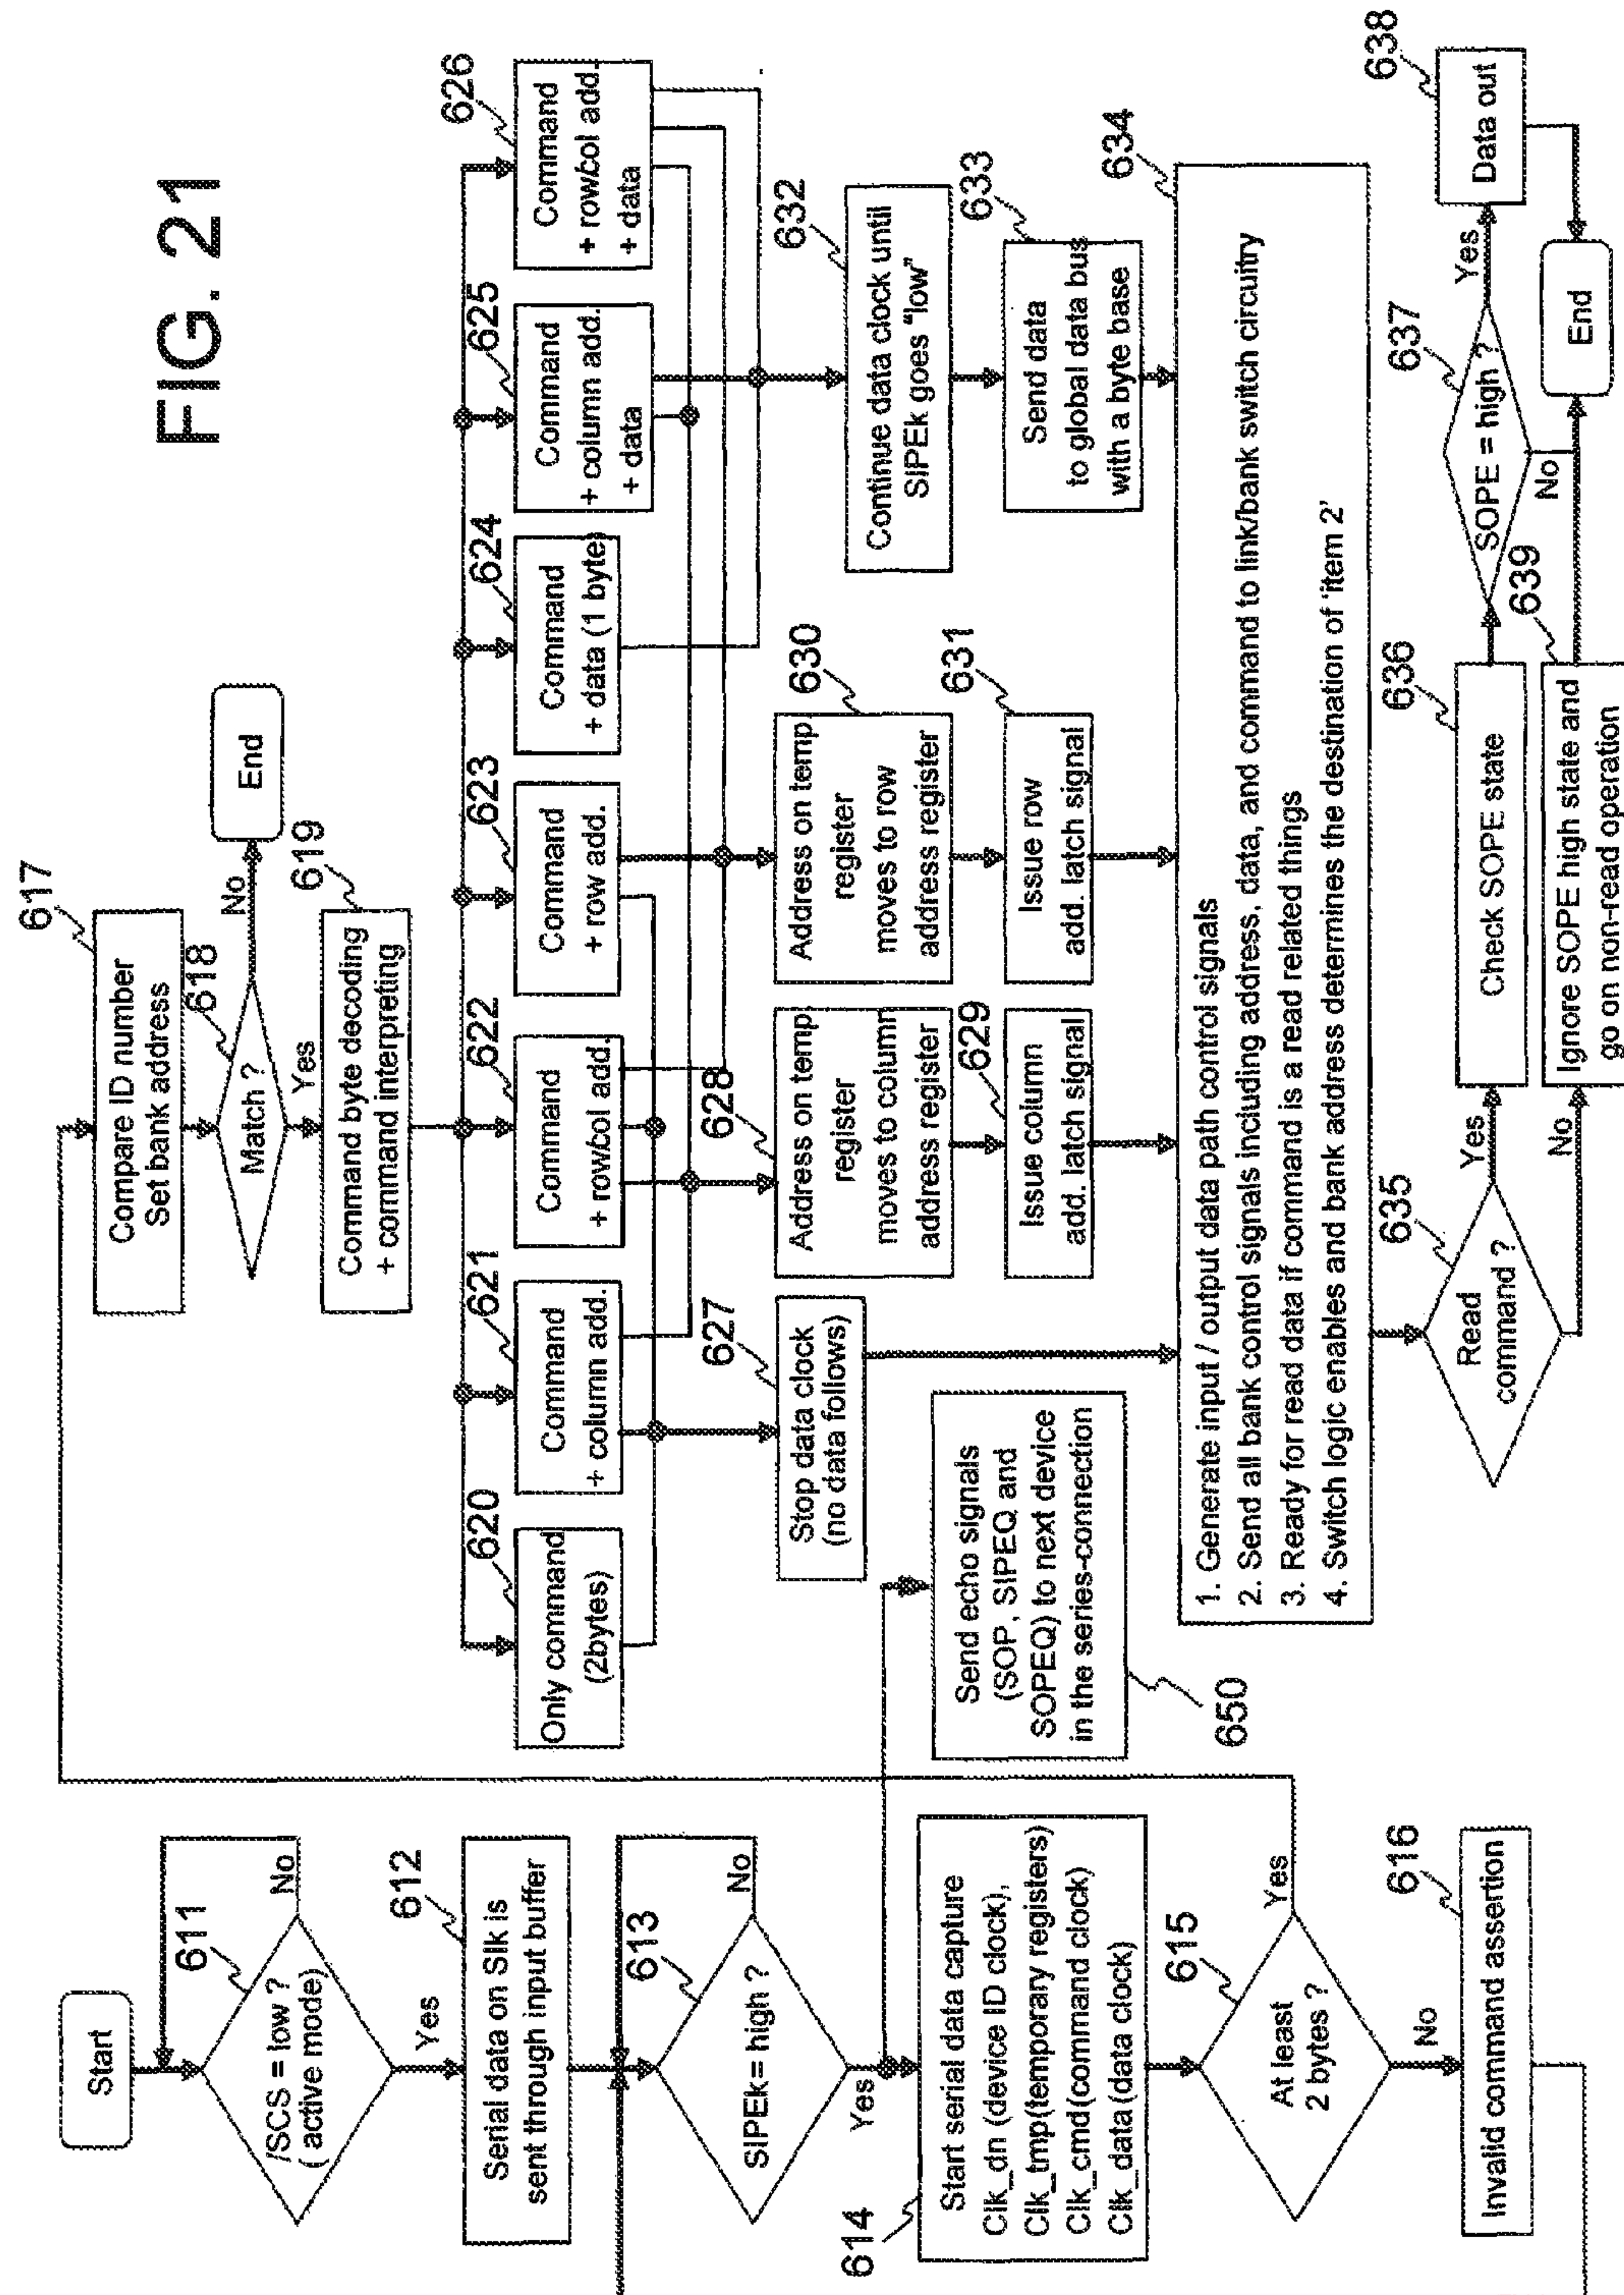 FIG. 21
Start
611
/SCS = low ?
( active mode)
No
Yes
612
Serial data on SIk is
sent through input buffer
613
SIPEk= high ?
No
Yes
614
Start serial data capture
Clk_dn (device ID clock),
Clk_tmp(temporary registers)
Clk_cmd(command clock)
Clk_data(data clock)
615
At least
2 bytes ?
Yes
No
616
Invalid command assertion
650
Send echo signals
(SOP, SIPEQ and
SOPEQ) to next device
in the series-connection
617
Compare ID number
Set bank address
618
Match ?
No
End
Yes
619
Command byte decoding
+ command interpreting
620
Only command
(2bytes)
621
Command
+ column add.
622
Command
+ row/col add.
623
Command
+ row add.
624
Command
+ data (1 byte)
625
Command
+ column add.
+ data
626
Command
+ row/col add.
+ data
627
Stop data clock
(no data follows)
628
Address on temp
register
moves to column
address register
629
Issue column
add. latch signal
630
Address on temp
register
moves to row
address register
631
Issue row
add. latch signal
632
Continue data clock until
SIPEk goes "low"
633
Send data
to global data bus
with a byte base
634
1. Generate input / output data path control signals
2. Send all bank control signals including address, data, and command to link/bank switch circuitry
3. Ready for read data if command is a read related things
4. Switch logic enables and bank address determines the destination of 'item 2'
635
Read
command ?
Yes
No
636
Check SOPE state
637
SOPE = high ?
Yes
No
638
Data out
639
Ignore SOPE high state and
go on non-read operation
End